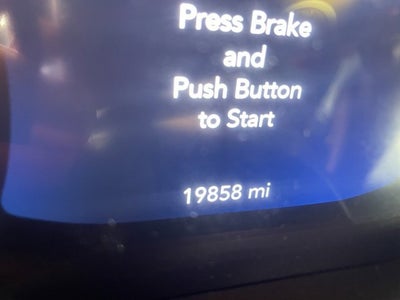 Press Brake
and
Push Button
to Start
19858 mi